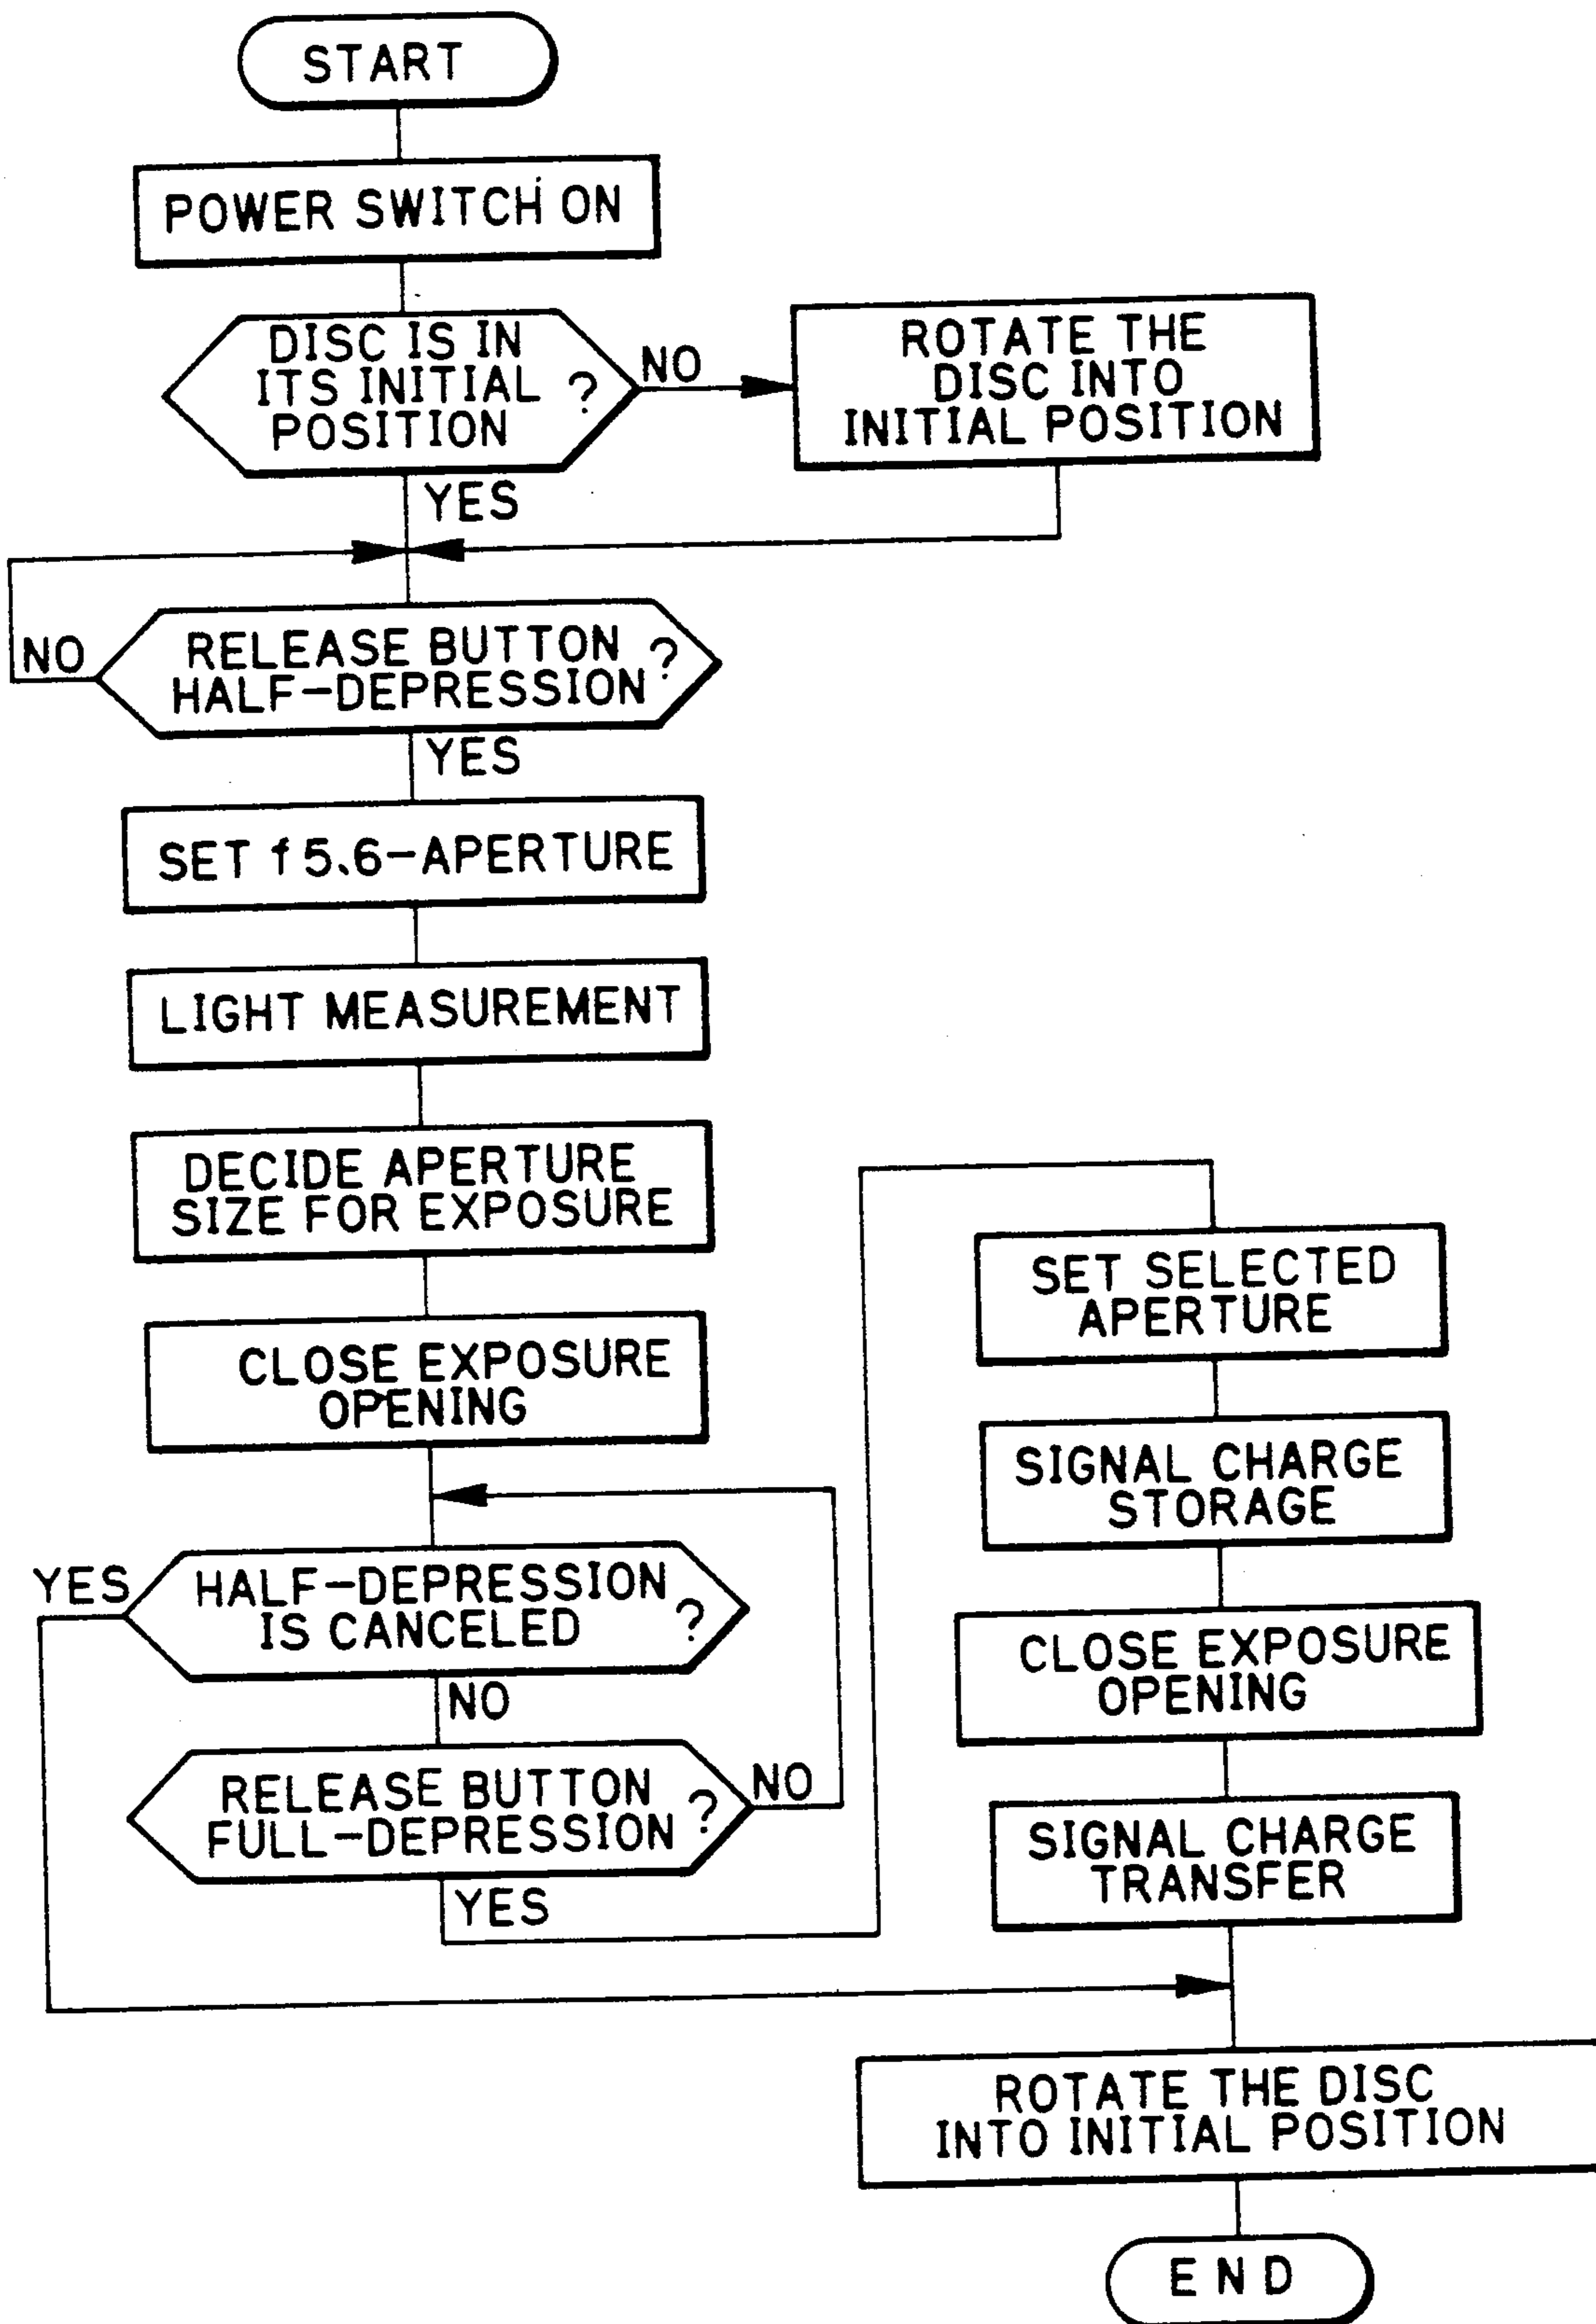 START
POWER SWITCH ON
DISC IS IN
ITS INITIAL ?
POSITION
NO
ROTATE THE
DISC INTO
INITIAL POSITION
YES
NO
RELEASE BUTTON ?
HALF-DEPRESSION
YES
SET f5.6-APERTURE
LIGHT MEASUREMENT
DECIDE APERTURE
SIZE FOR EXPOSURE
CLOSE EXPOSURE
OPENING
YES
HALF-DEPRESSION
IS CANCELED ?
NO
RELEASE BUTTON ?
FULL-DEPRESSION
NO
YES
SET SELECTED
APERTURE
SIGNAL CHARGE
STORAGE
CLOSE EXPOSURE
OPENING
SIGNAL CHARGE
TRANSFER
ROTATE THE DISC
INTO INITIAL POSITION
END